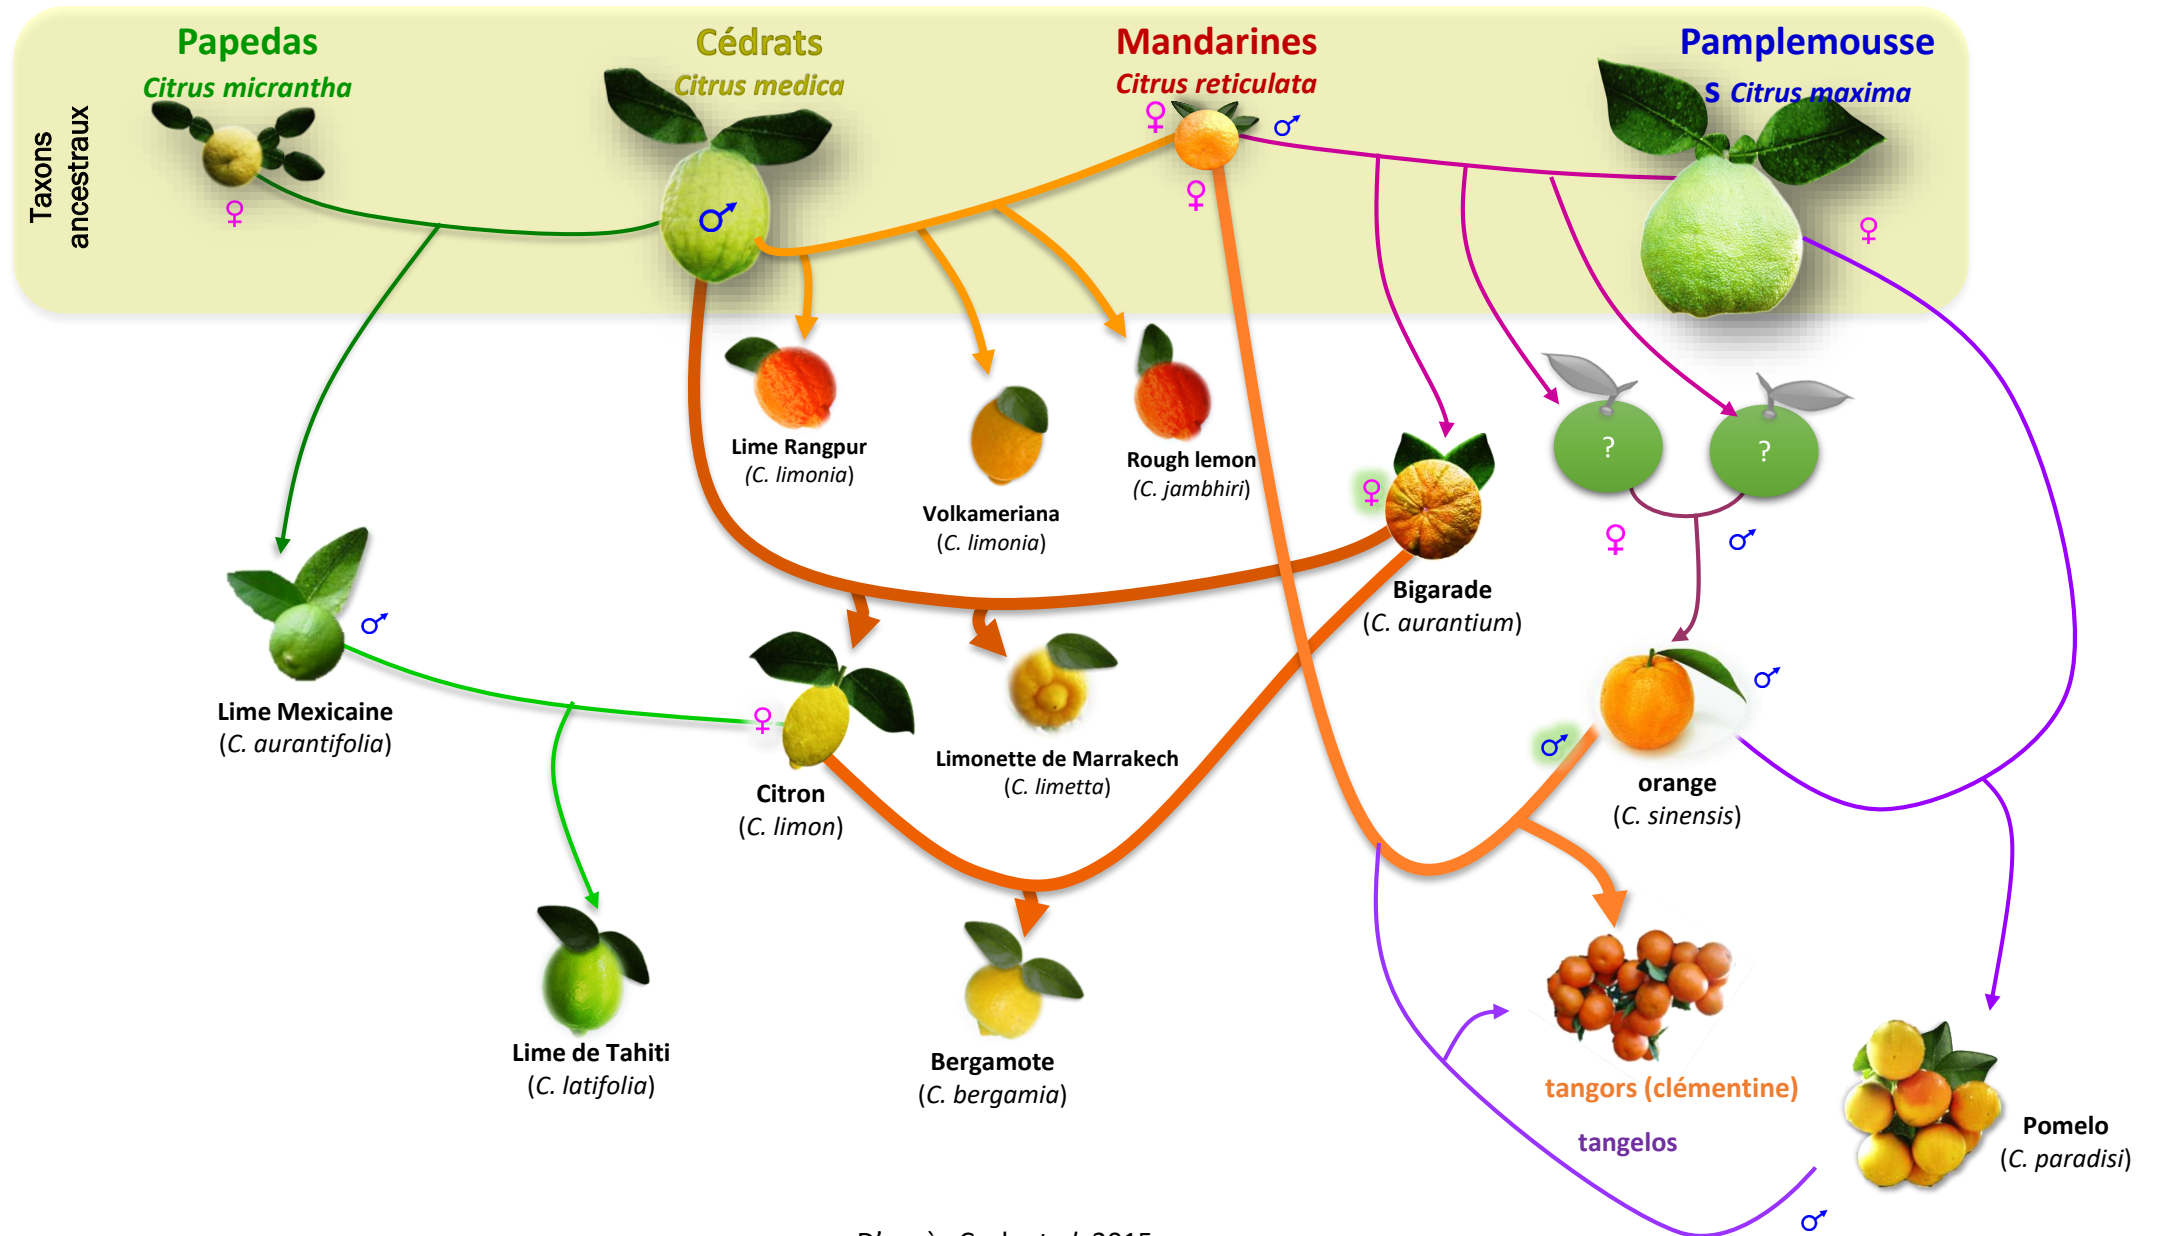 Papedas
Citrus micrantha
Cédrats
Citrus medica
Mandarines
Citrus reticulata
Pamplemousse
s Citrus maxima
Taxons
ancestraux
♀
♂
♀
♂
♀
♀
Lime Rangpur
(C. limonia)
Volkameriana
(C. limonia)
Rough lemon
(C. jambhiri)
?
?
♀
Bigarade
(C. aurantium)
♀
♂
♂
Lime Mexicaine
(C. aurantifolia)
♀
Citron
(C. limon)
Limonette de Marrakech
(C. limetta)
♂
♂
orange
(C. sinensis)
Lime de Tahiti
(C. latifolia)
Bergamote
(C. bergamia)
tangors (clémentine)
tangelos
Pomelo
(C. paradisi)
♂
2015